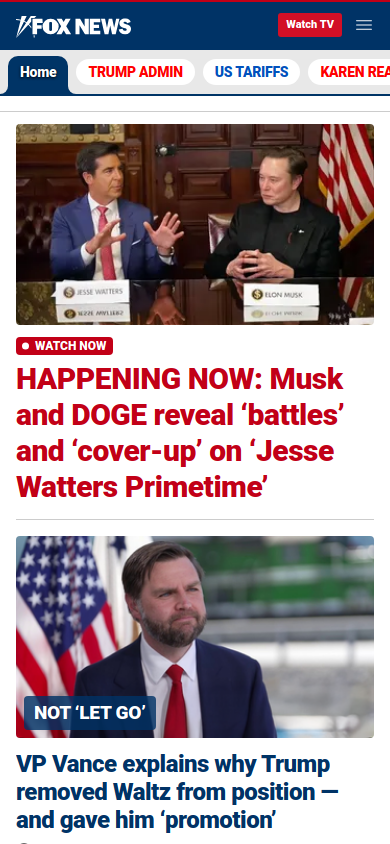 FOX NEWS
Watch TV
Home
TRUMP ADMIN
US TARIFFS
KAREN REA
JESSE WATTERS
ELON MUSK
WATCH NOW
HAPPENING NOW: Musk
and DOGE reveal ‘battles’
and ‘cover-up’ on ‘Jesse
Watters Primetime’
NOT ‘LET GO’
VP Vance explains why Trump
removed Waltz from position —
and gave him ‘promotion’